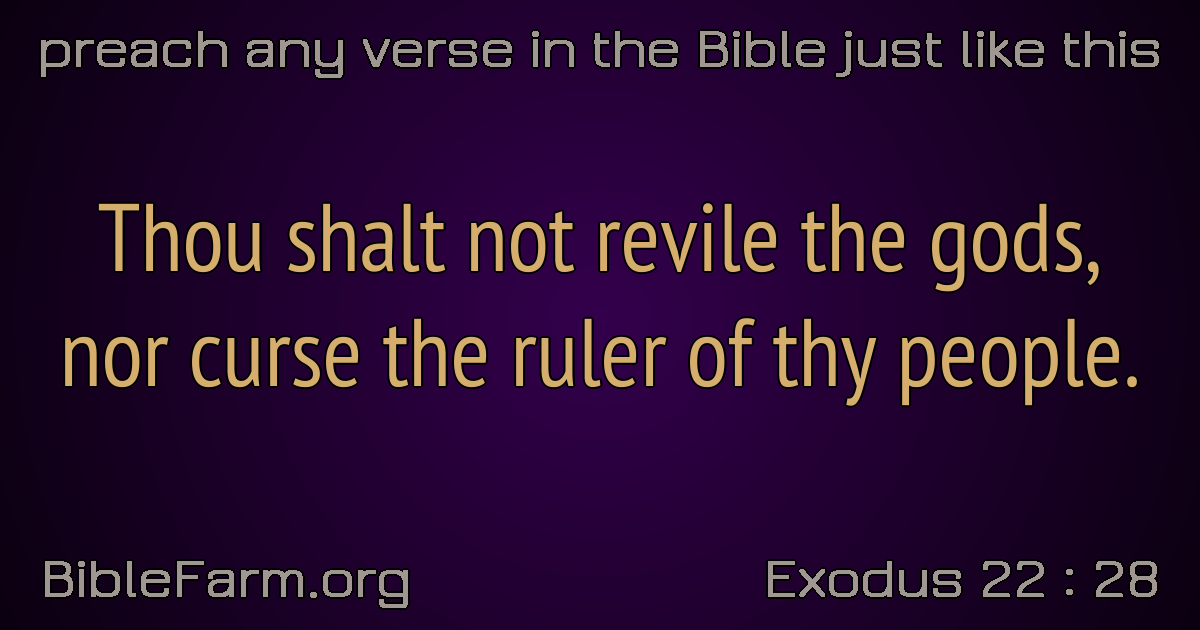 preach any verse in the Bible just like this
Thou shalt not revile the gods,
nor curse the ruler of thy people.
BibleFarm.org
Exodus 22 : 28